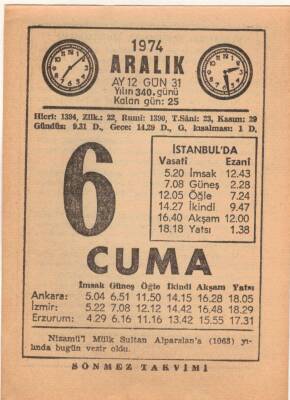 1974
ARALIK
AY 12 GÜN 31
Yılın 340. günü
Kalan gün: 25
Hicri: 1394, Zilk.: 22, Rumi: 1390, T.Sâni: 23, Kasım: 29
Gündüz: 9.31 D., Gece: 14.29 D., G. kısalması: 1 D.
6
İSTANBUL'DA
Vasati Ezani
5.20 İmsak 12.43
7.08 Güneş 2.28
12.05 Öğle 7.24
14.27 İkindi 9.47
16.40 Akşam 12.00
18.18 Yatsı 1.38
CUMA
İmsak Güneş Öğle İkindi Akşam Yatsı
Ankara: 5.04 6.51 11.50 14.15 16.28 18.05
İzmir: 5.22 7.08 12.12 14.42 16.48 18.29
Erzurum: 4.29 6.16 11.16 13.42 15.55 17.31
Nizamü'l Mülk Sultan Alparslan'a (1063) yı-
lında bugün vezir oldu.
SÖNMEZ TAKVİMİ